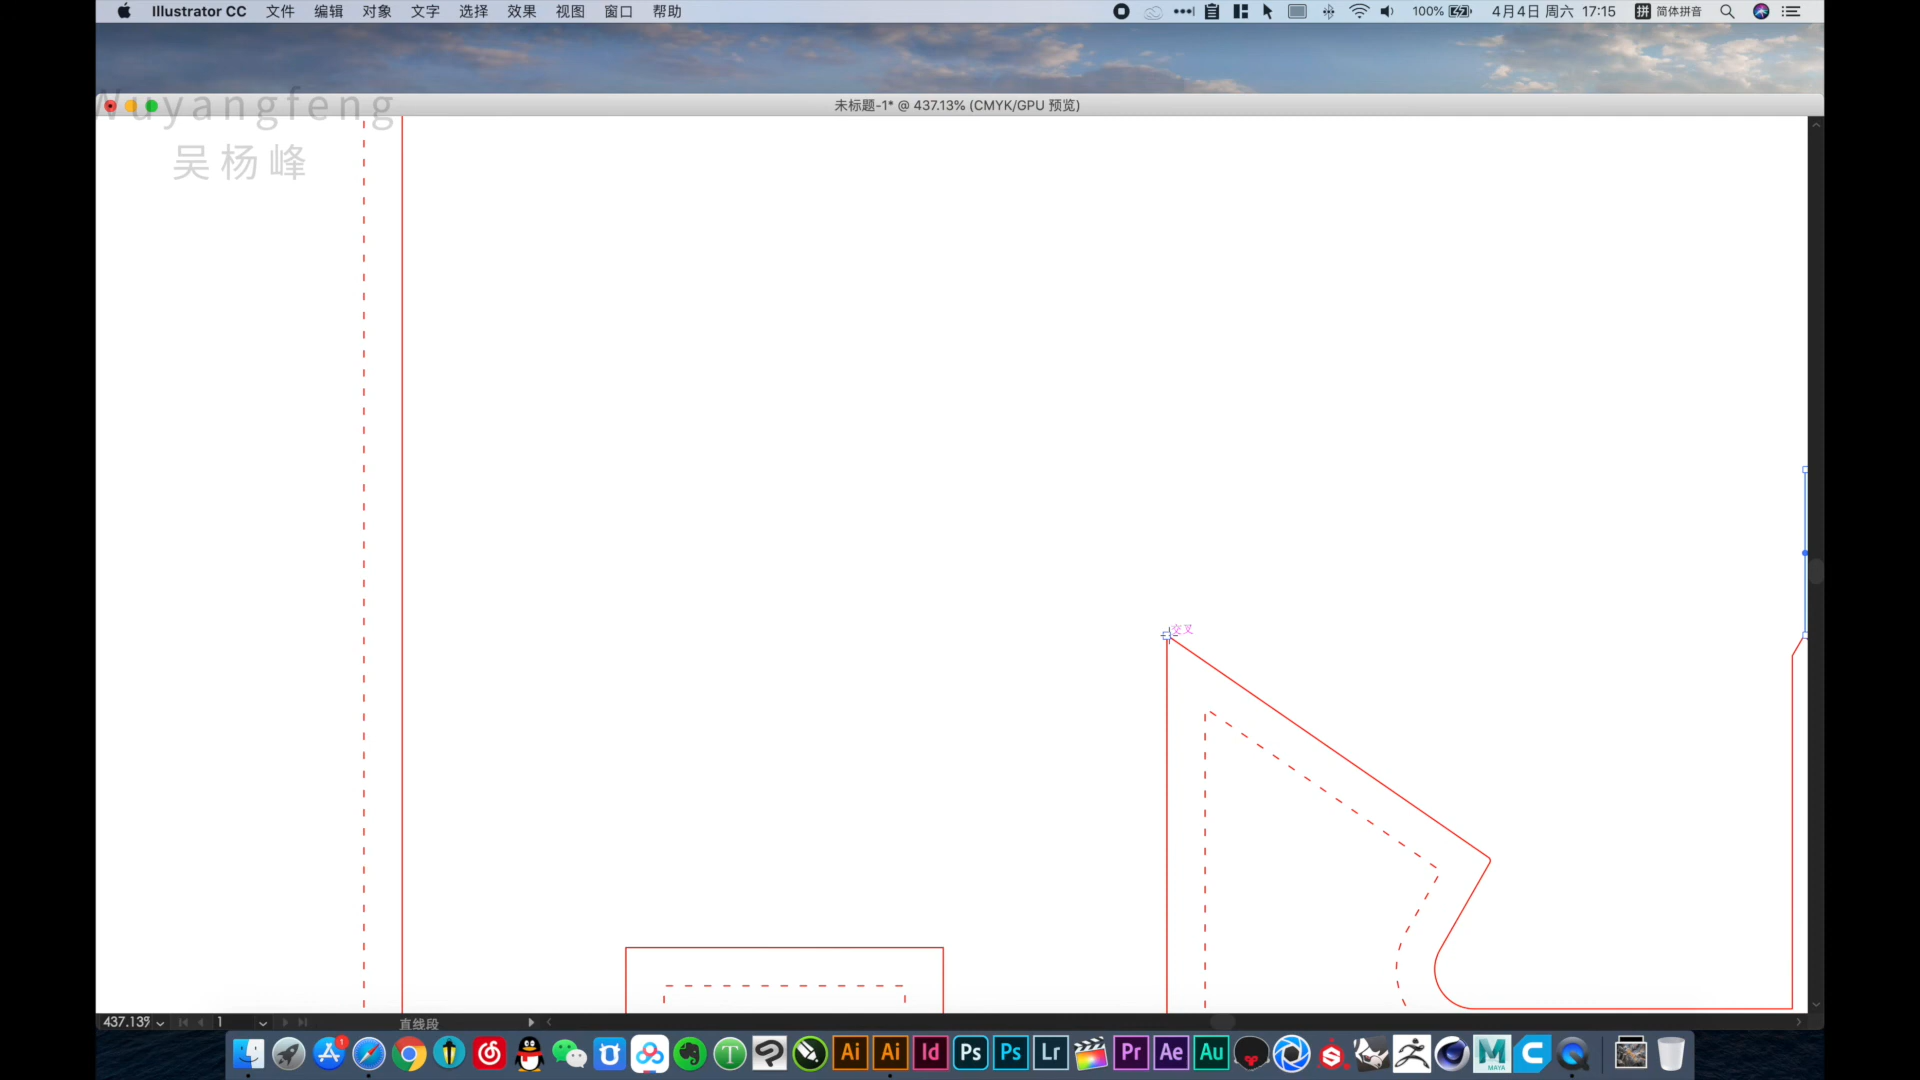 Illustrator CC 文件 编辑 对象 文字 选择 效果 视图 窗口 帮助 100% 4月4日 周六 17:15 拼 简体拼音
未标题-1* @ 437.13% (CMYK/GPU 预览)
Wuyangfeng
吴杨峰
交叉
437.13% 1 直线段
1 T Ai Ai Id Ps Ps Lr Pr Ae Au S M MAYA C